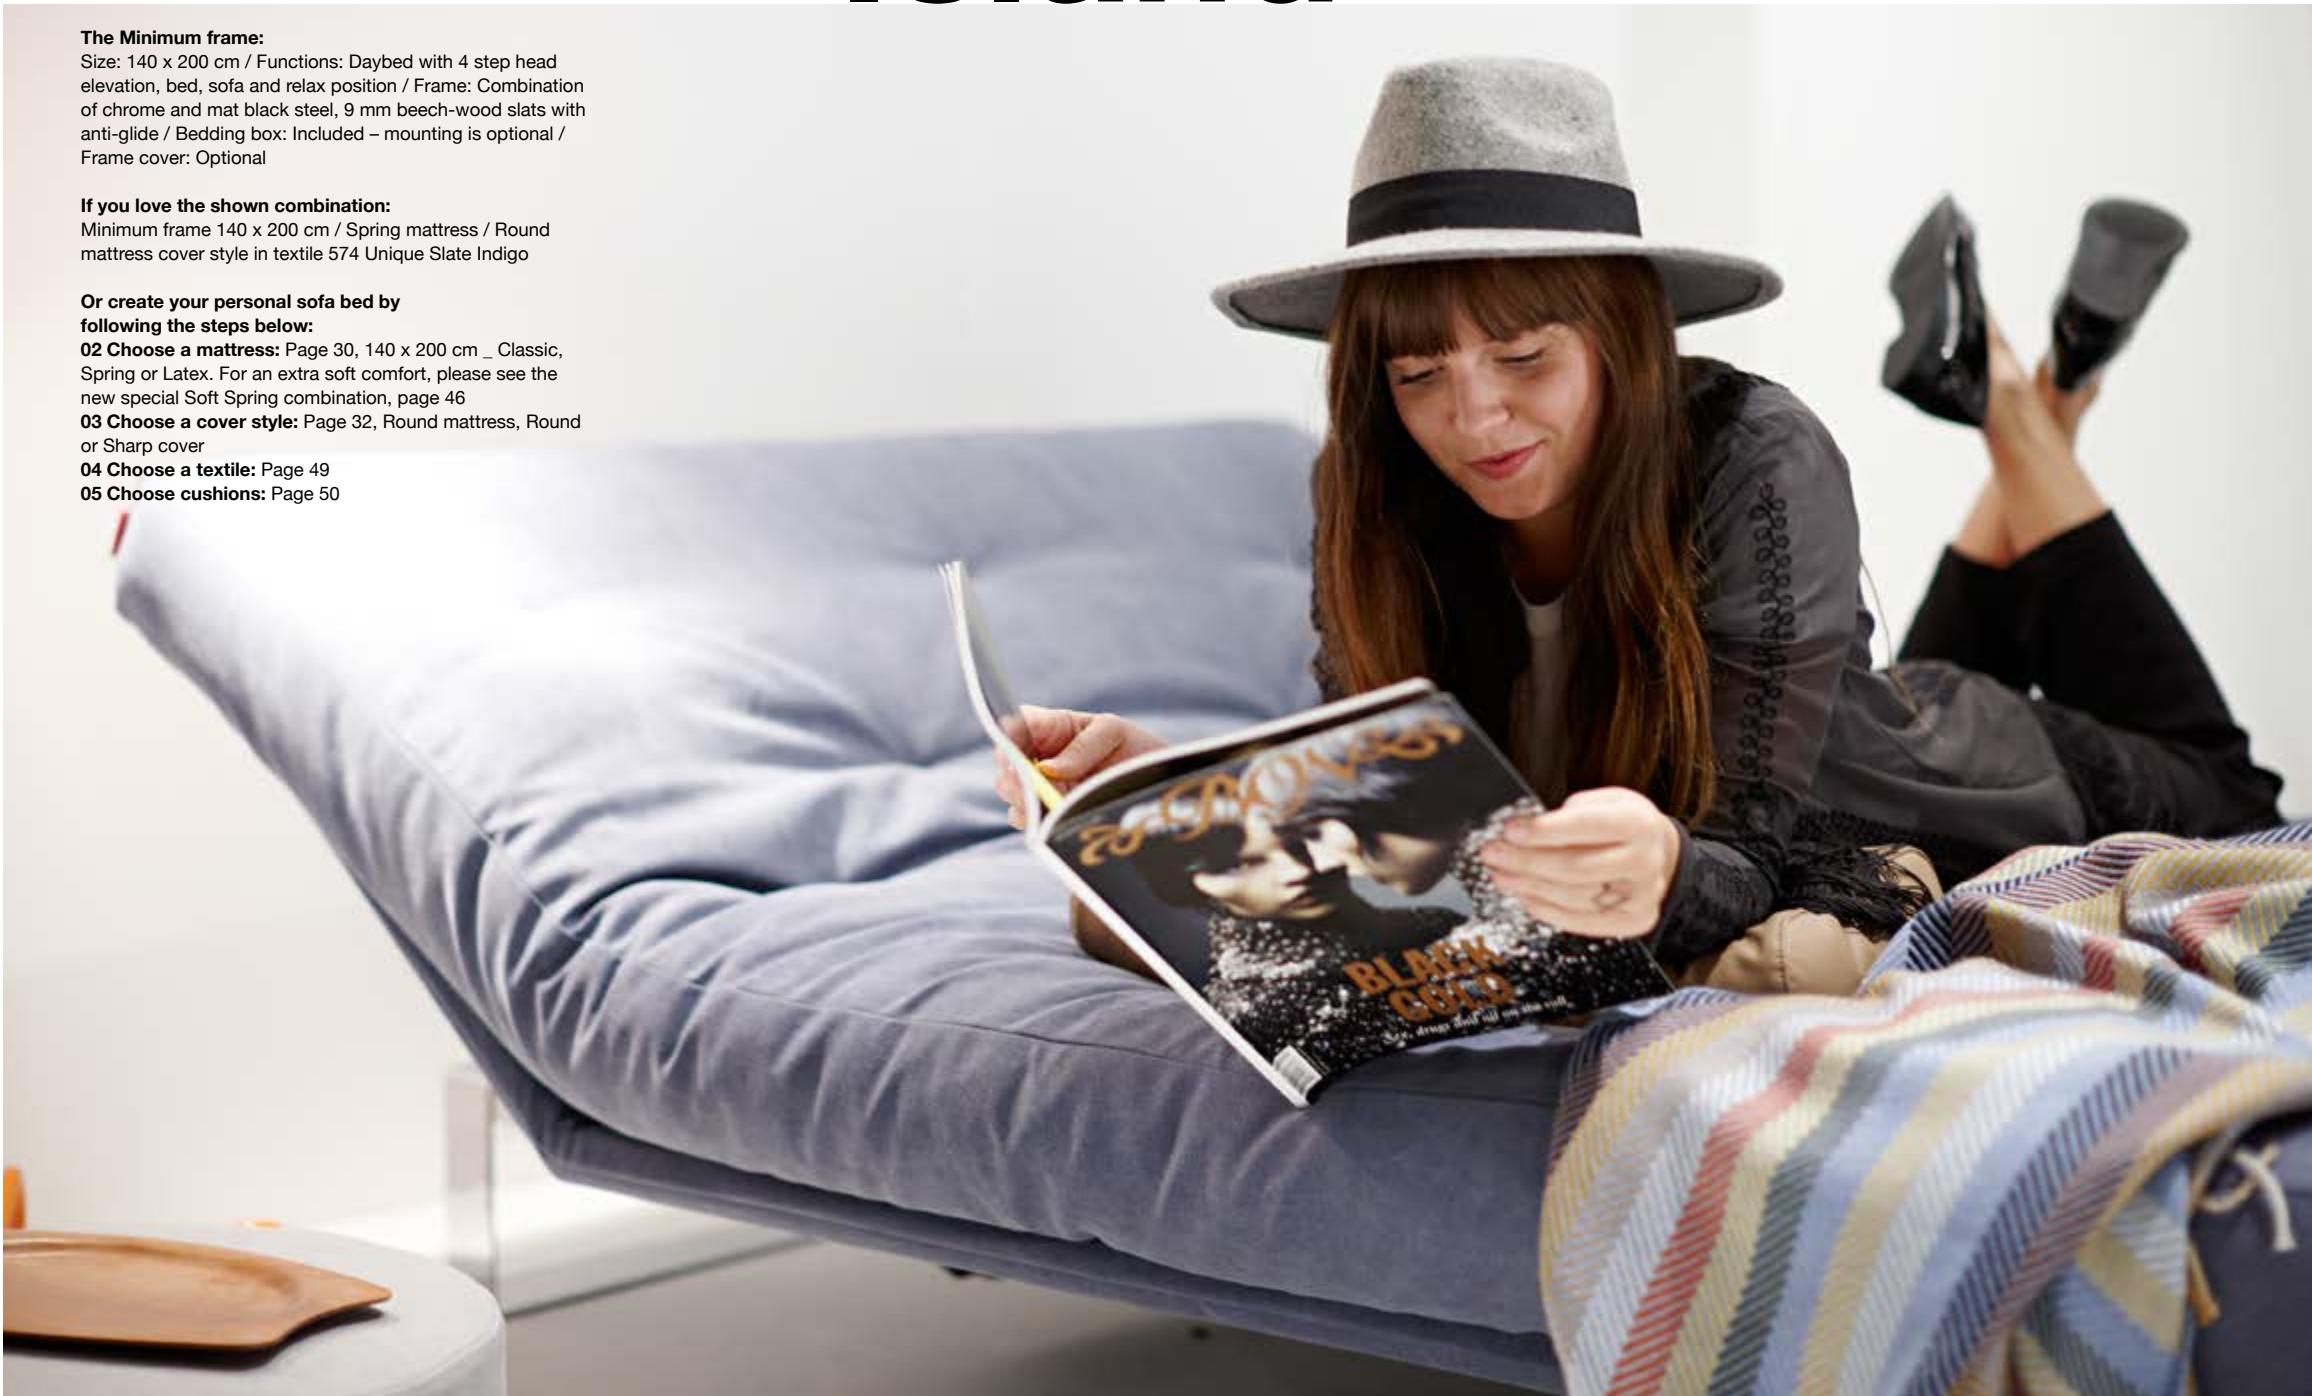 The Minimum frame:
Size: 140 x 200 cm / Functions: Daybed with 4 step head
elevation, bed, sofa and relax position / Frame: Combination
of chrome and mat black steel, 9 mm beech-wood slats with
anti-glide / Bedding box: Included – mounting is optional /
Frame cover: Optional
If you love the shown combination:
Minimum frame 140 x 200 cm / Spring mattress / Round
mattress cover style in textile 574 Unique Slate Indigo
Or create your personal sofa bed by
following the steps below:
02 Choose a mattress: Page 30, 140 x 200 cm _ Classic,
Spring or Latex. For an extra soft comfort, please see the
new special Soft Spring combination, page 46
03 Choose a cover style: Page 32, Round mattress, Round
or Sharp cover
04 Choose a textile: Page 49
05 Choose cushions: Page 50
BLACK
GOLD
drugs and oil on the roll